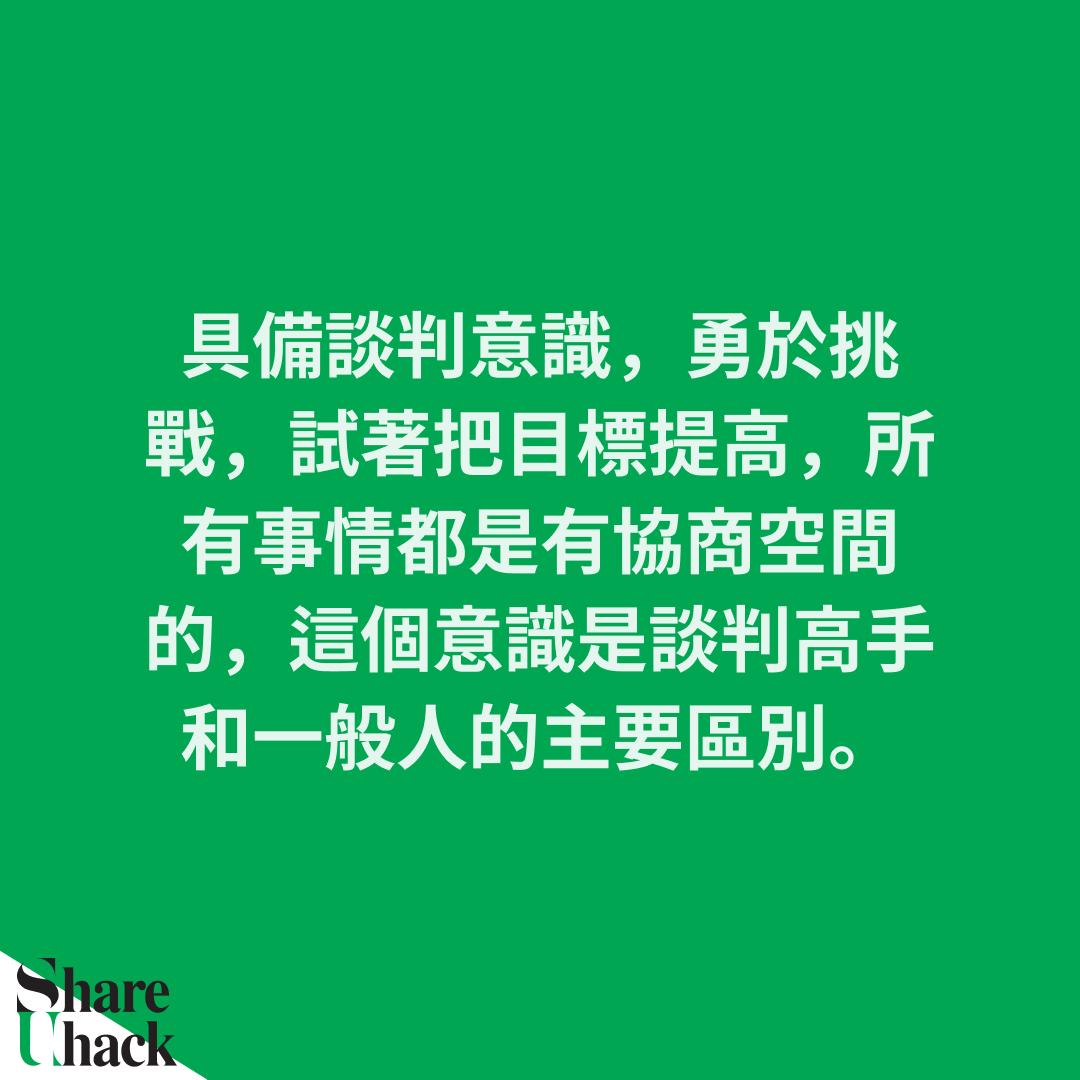 具備談判意識，勇於挑
戰，試著把目標提高，所
有事情都是有協商空間
的，這個意識是談判高手
和一般人的主要區別。
Share
Uhack